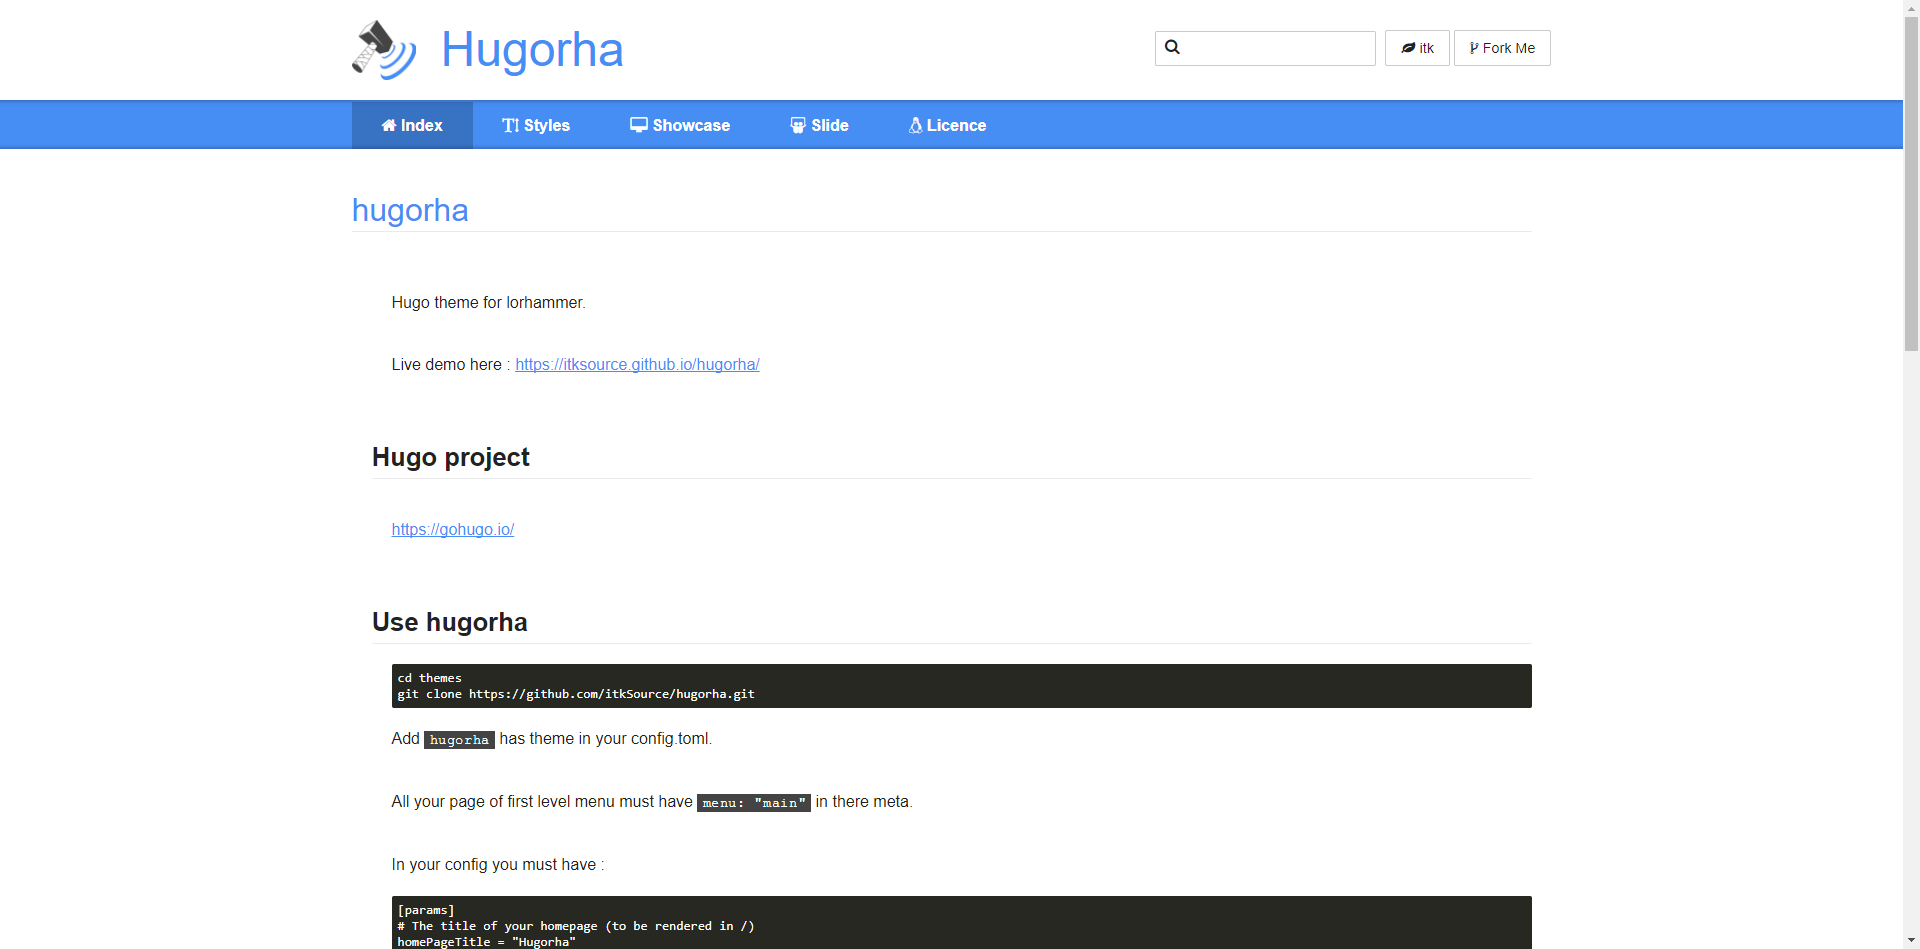 Hugorha
itk
Fork Me
Index
Styles
Showcase
Slide
Licence
hugorha
Hugo theme for lorhammer.
Live demo here : https://itksource.github.io/hugorha/
Hugo project
https://gohugo.io/
Use hugorha
cd themes
git clone https://github.com/itkSource/hugorha.git
Add hugorha has theme in your config.toml.
All your page of first level menu must have menu: "main" in there meta.
In your config you must have :
[params]
# The title of your homepage (to be rendered in /)
homePageTitle = "Hugorha"